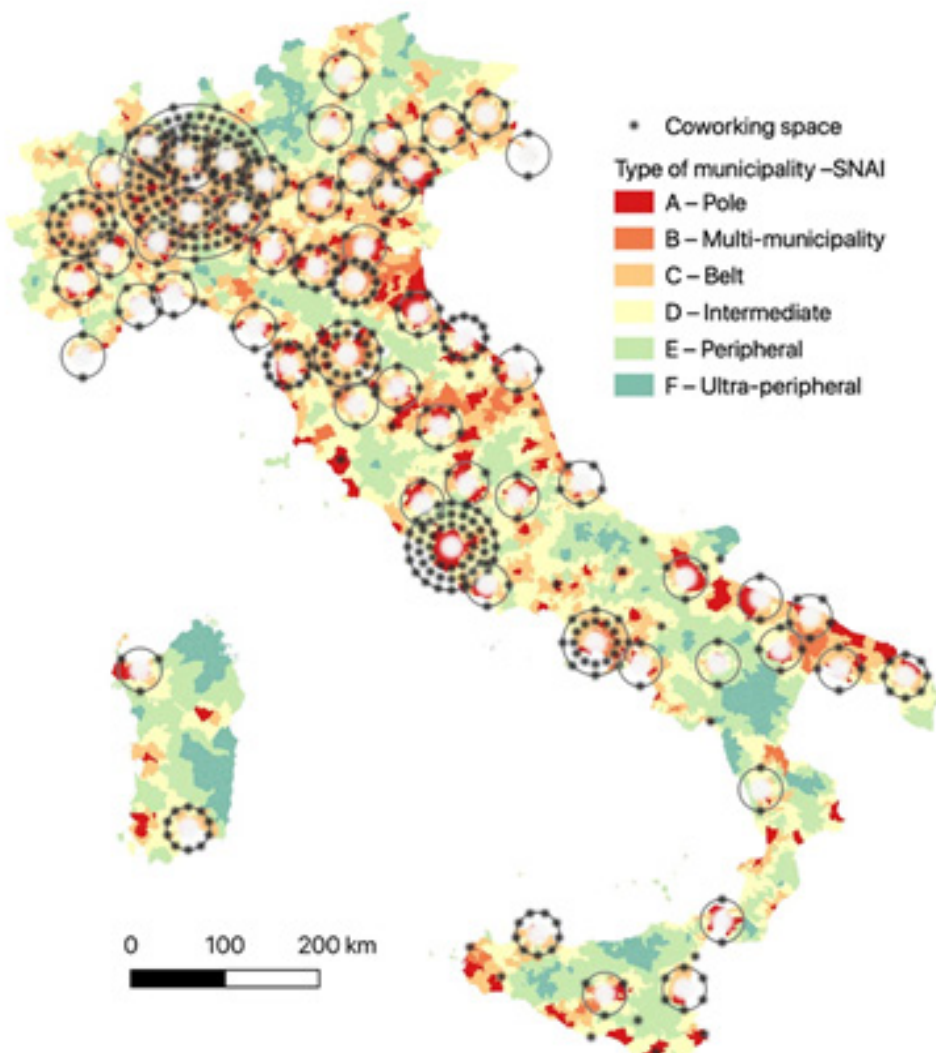 Coworking space
Type of municipality –SNAI
A – Pole
B – Multi-municipality
C – Belt
D – Intermediate
E – Peripheral
F – Ultra-peripheral
0 100 200 km